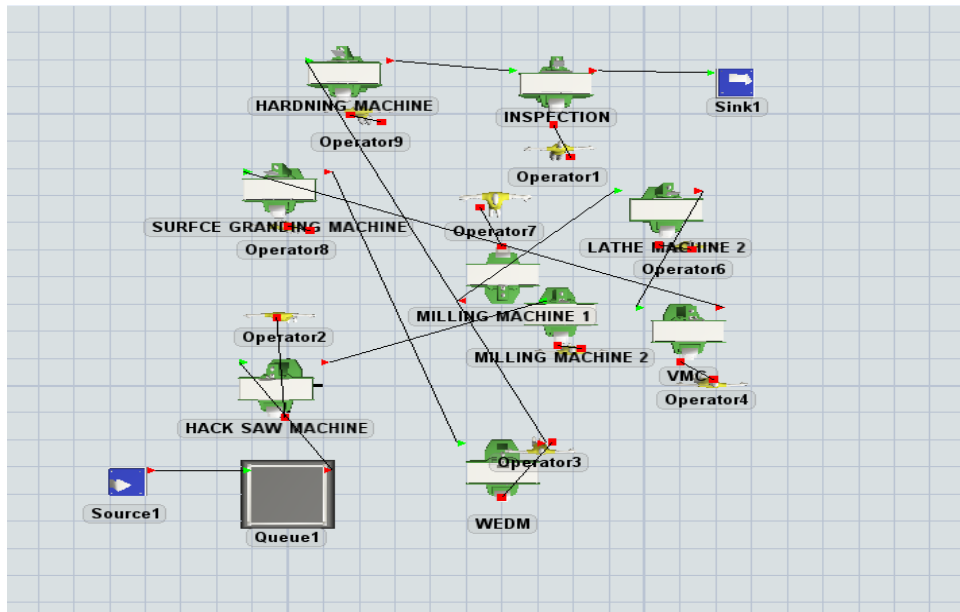 HARDNING MACHINE
Operator9
INSPECTION
Sink1
Operator1
SURFCE GRANDING MACHINE
Operator8
Operator7
LATHE MACHINE 2
Operator6
MILLING MACHINE 1
Operator2
MILLING MACHINE 2
VMC
Operator4
HACK SAW MACHINE
Operator3
Source1
WEDM
Queue1